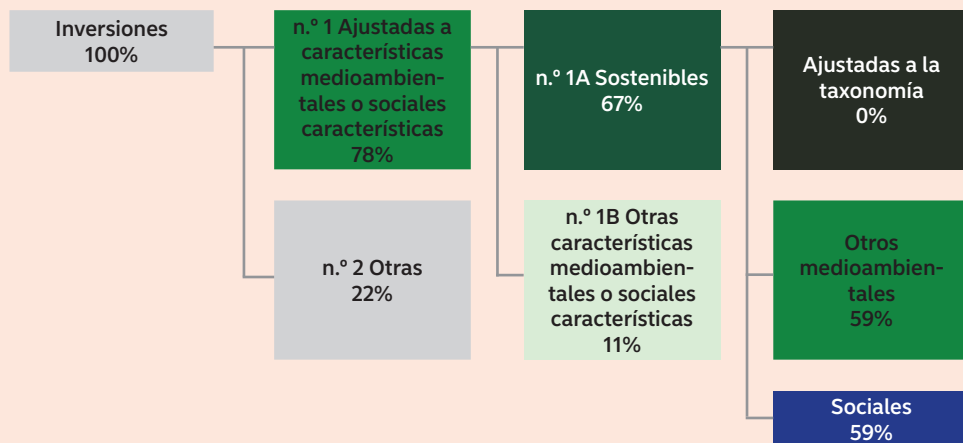 Inversiones
100%
n.º 1 Ajustadas a
características
medioambien-
tales o sociales
características
78%
n.º 2 Otras
22%
n.º 1A Sostenibles
67%
n.º 1B Otras
características
medioambien-
tales o sociales
características
11%
Ajustadas a la
taxonomía
0%
Otros
medioambien-
tales
59%
Sociales
59%